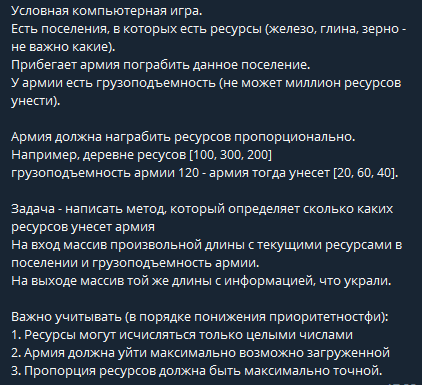 Условная компьютерная игра.
Есть поселения, в которых есть ресурсы (железо, глина, зерно -
не важно какие).
Прибегает армия пограбить данное поселение.
У армии есть грузоподъемность (не может миллион ресурсов
унести).
Армия должна награбить ресурсов пропорционально.
Например, деревне ресусов [100, 300, 200]
грузоподъемность армии 120 - армия тогда унесет [20, 60, 40].
Задача - написать метод, который определяет сколько каких
ресурсов унесет армия
На вход массив произвольной длины с текущими ресурсами в
поселении и грузоподъемность армии.
На выходе массив той же длины с информацией, что украли.
Важно учитывать (в порядке понижения приоритетностфи):
1. Ресурсы могут исчисляться только целыми числами
2. Армия должна уйти максимально возможно загруженной
3. Пропорция ресурсов должна быть максимально точной.